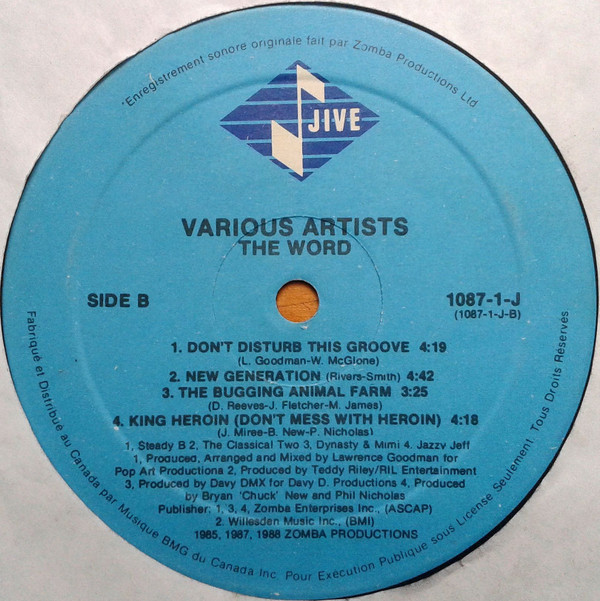 *Enregistrement sonore originale fait par Zomba Productions Ltd
JIVE
VARIOUS ARTISTS
THE WORD
SIDE B
1087-1-J
(1087-1-J-B)
1. DON'T DISTURB THIS GROOVE 4:19
(L. Goodman-W. McGlone)
2. NEW GENERATION (Rivers-Smith) 4:42
3. THE BUGGING ANIMAL FARM 3:25
(D. Reeves-J. Fletcher-M. James)
4. KING HEROIN (DON'T MESS WITH HEROIN) 4:18
(J. Miree-B. New-P. Nicholas)
1, Steady B 2, The Classical Two 3, Dynasty & Mimi 4. Jazzy Jeff
1, Produced, Arranged and Mixed by Lawrence Goodman for
Pop Art Productiona 2, Produced by Teddy Riley/RIL Entertainment
3, Produced by Davy DMX for Davy D. Productions 4, Produced
by Bryan 'Chuck' New and Phil Nicholas
Publisher: 1, 3, 4, Zomba Enterprises Inc., (ASCAP)
2. Willesden Music Inc., (BMI)
1985, 1987, 1988 ZOMBA PRODUCTIONS
Fabriqué et Distribué au Canada par Musique BMG du Canada Inc. Pour Exécution Publique sous License Seulement Tous Droits Réservés